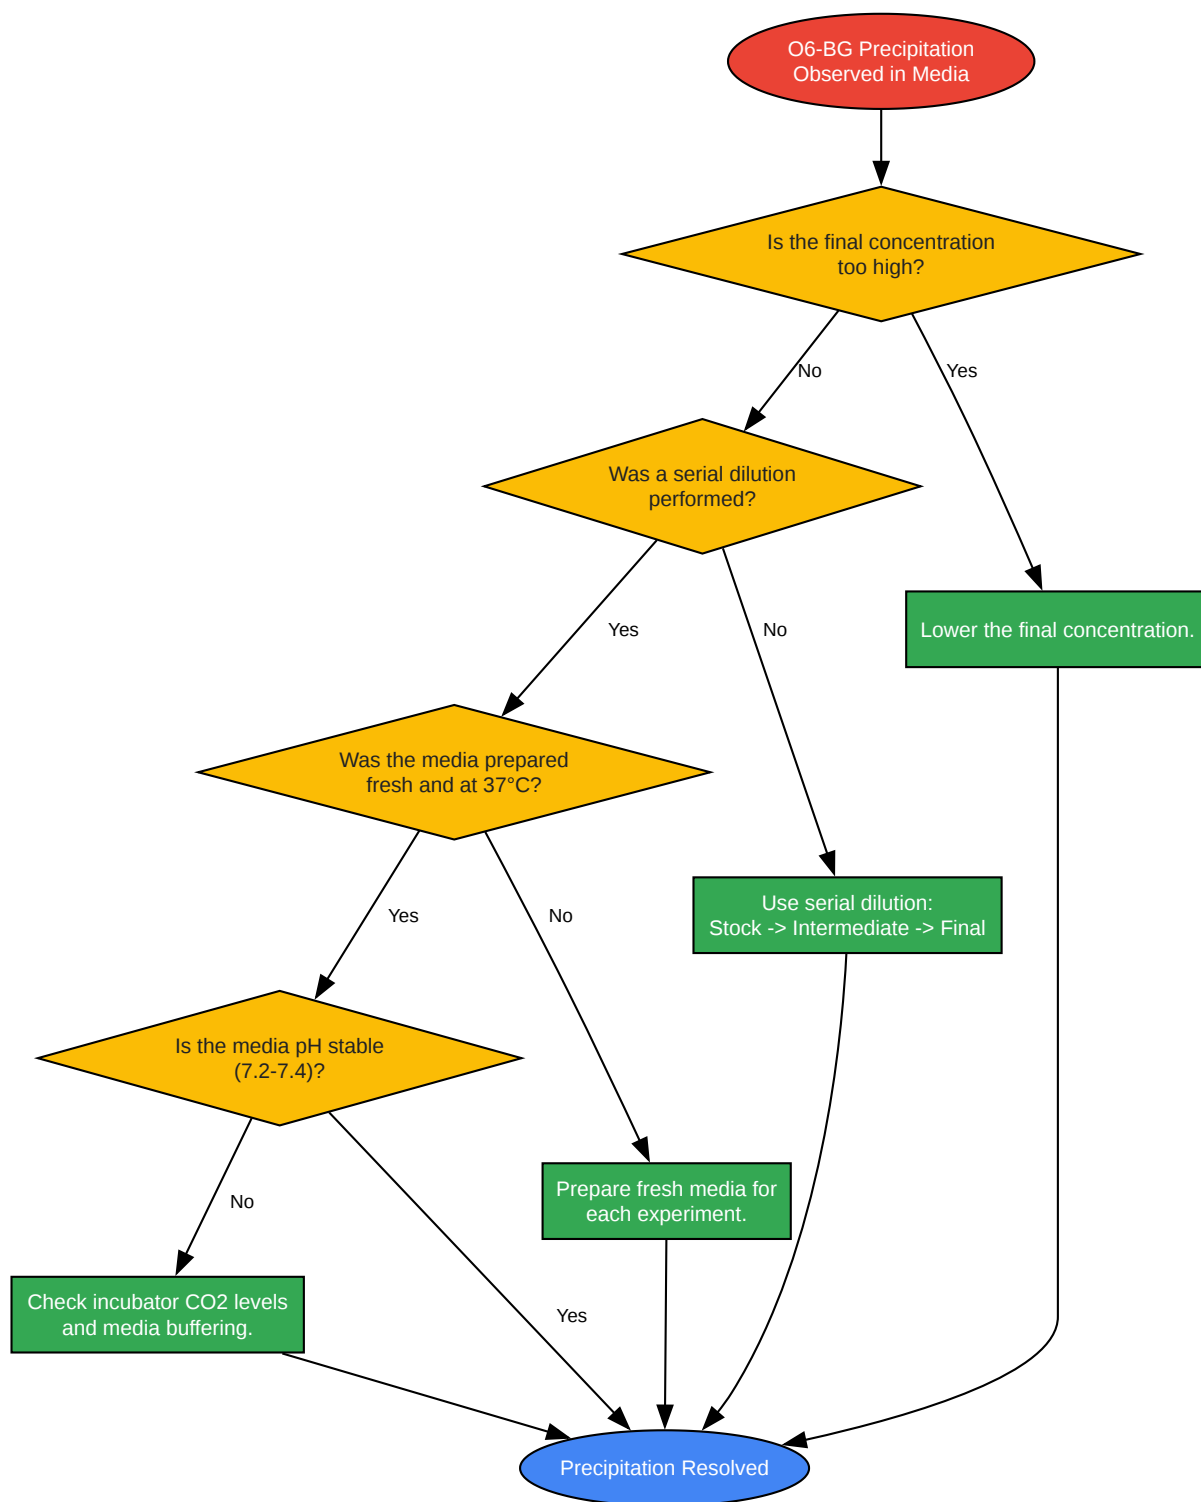 O6-BG Precipitation
Observed in Media
Is the final concentration
too high?
No
Yes
Was a serial dilution
performed?
Yes
No
Lower the final concentration.
Was the media prepared
fresh and at 37°C?
Yes
No
Use serial dilution:
Stock -> Intermediate -> Final
Is the media pH stable
(7.2-7.4)?
No
Yes
Prepare fresh media for
each experiment.
Check incubator CO2 levels
and media buffering.
Precipitation Resolved